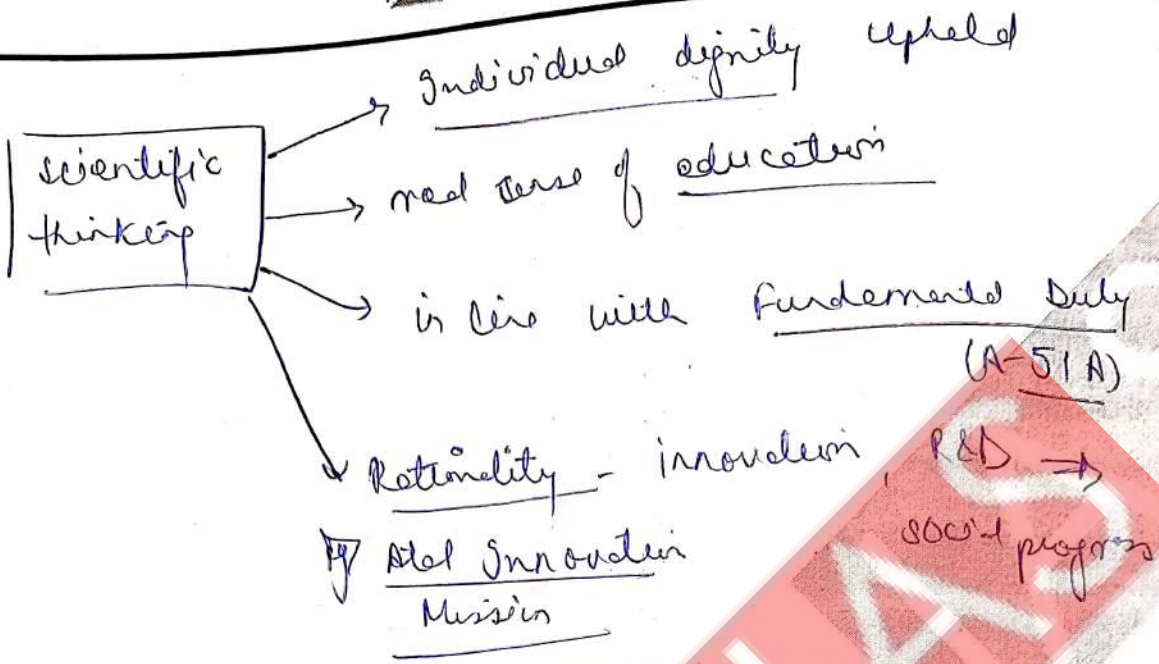 scientific
thinking
Individual dignity upheld
real sense of education
in line with Fundamental Duty
(A-51A)
Rationality - innovation, R&D →
social progress
eg Atal Innovation
Mission
AS